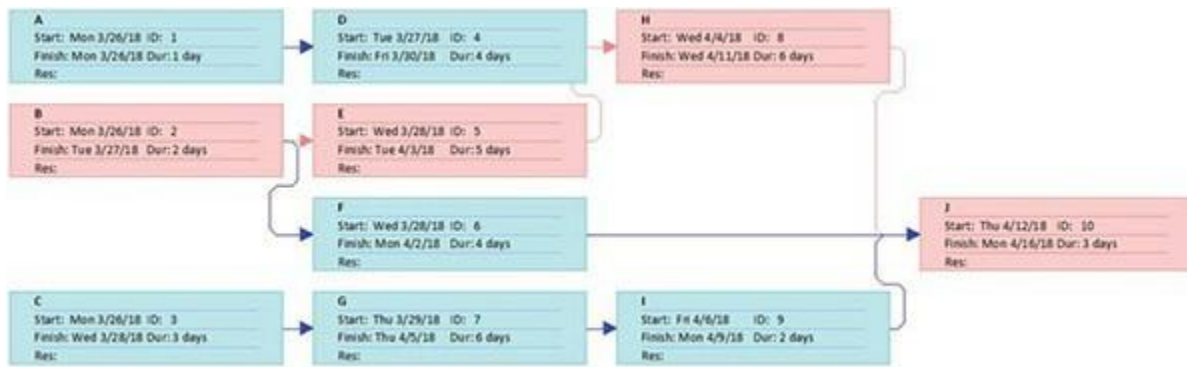 A
Start: Mon 3/26/18 ID: 1
Finish: Mon 3/26/18 Dur: 1 day
Res:
D
Start: Tue 3/27/18 ID: 4
Finish: Fri 3/30/18 Dur: 4 days
Res:
H
Start: Wed 4/4/18 ID: 8
Finish: Wed 4/11/18 Dur: 6 days
Res:
B
Start: Mon 3/26/18 ID: 2
Finish: Tue 3/27/18 Dur: 2 days
Res:
E
Start: Wed 3/28/18 ID: 5
Finish: Tue 4/3/18 Dur: 5 days
Res:
F
Start: Wed 3/28/18 ID: 6
Finish: Mon 4/2/18 Dur: 4 days
Res:
J
Start: Thu 4/12/18 ID: 10
Finish: Mon 4/16/18 Dur: 3 days
Res:
C
Start: Mon 3/26/18 ID: 3
Finish: Wed 3/28/18 Dur: 3 days
Res:
G
Start: Thu 3/29/18 ID: 7
Finish: Thu 4/5/18 Dur: 6 days
Res:
I
Start: Fri 4/6/18 ID: 9
Finish: Mon 4/9/18 Dur: 2 days
Res: